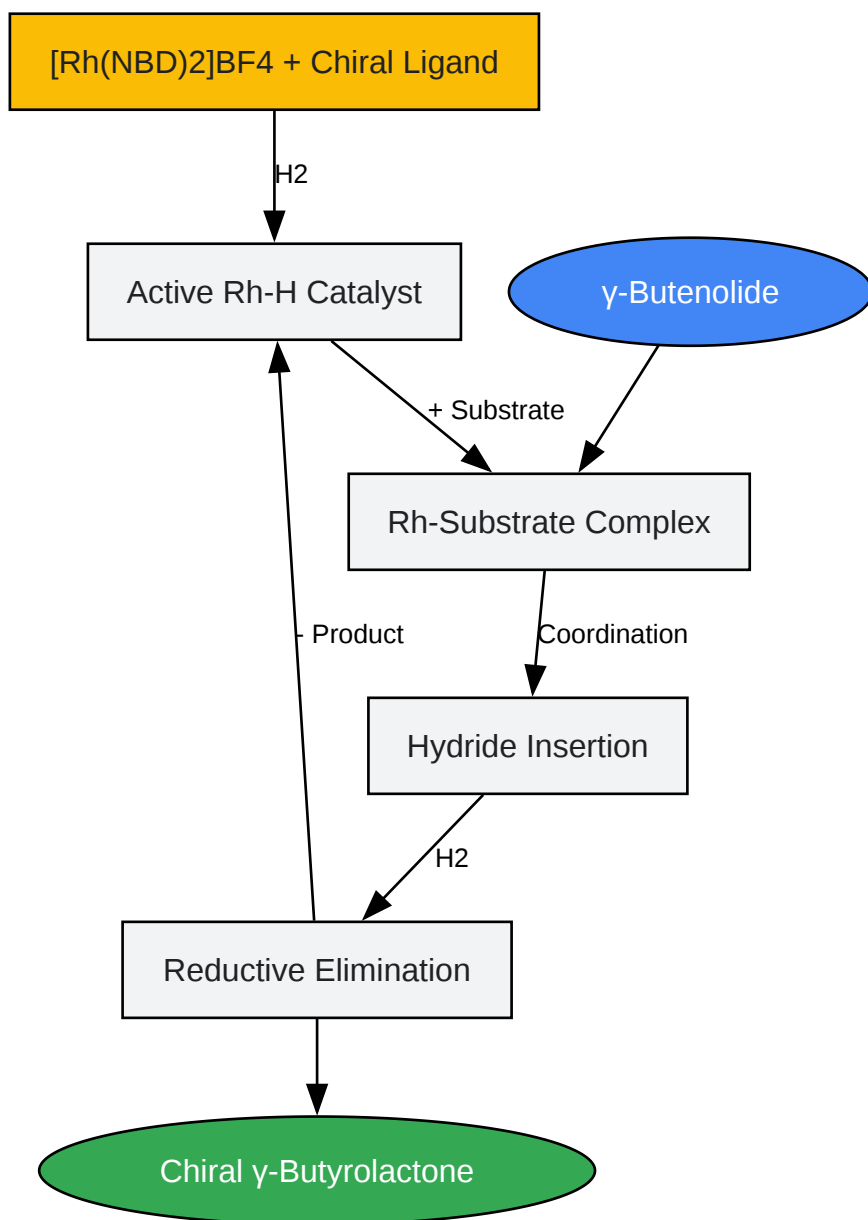 [Rh(NBD)2]BF4 + Chiral Ligand
H2
Active Rh-H Catalyst
γ-Butenolide
+ Substrate
Rh-Substrate Complex
- Product
Coordination
Hydride Insertion
H2
Reductive Elimination
Chiral γ-Butyrolactone